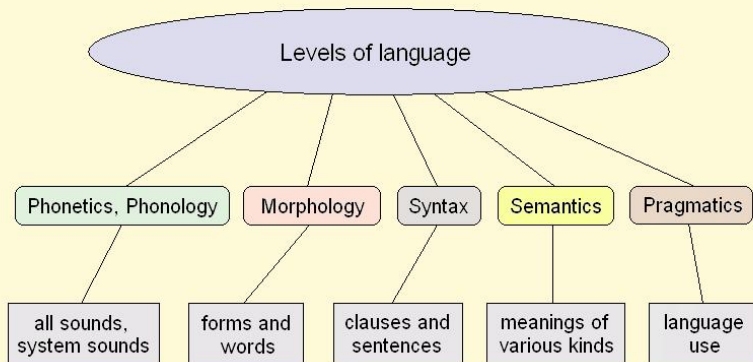 Levels of language
Phonetics, Phonology
Morphology
Syntax
Semantics
Pragmatics
all sounds,
system sounds
forms and
words
clauses and
sentences
meanings of
various kinds
language
use